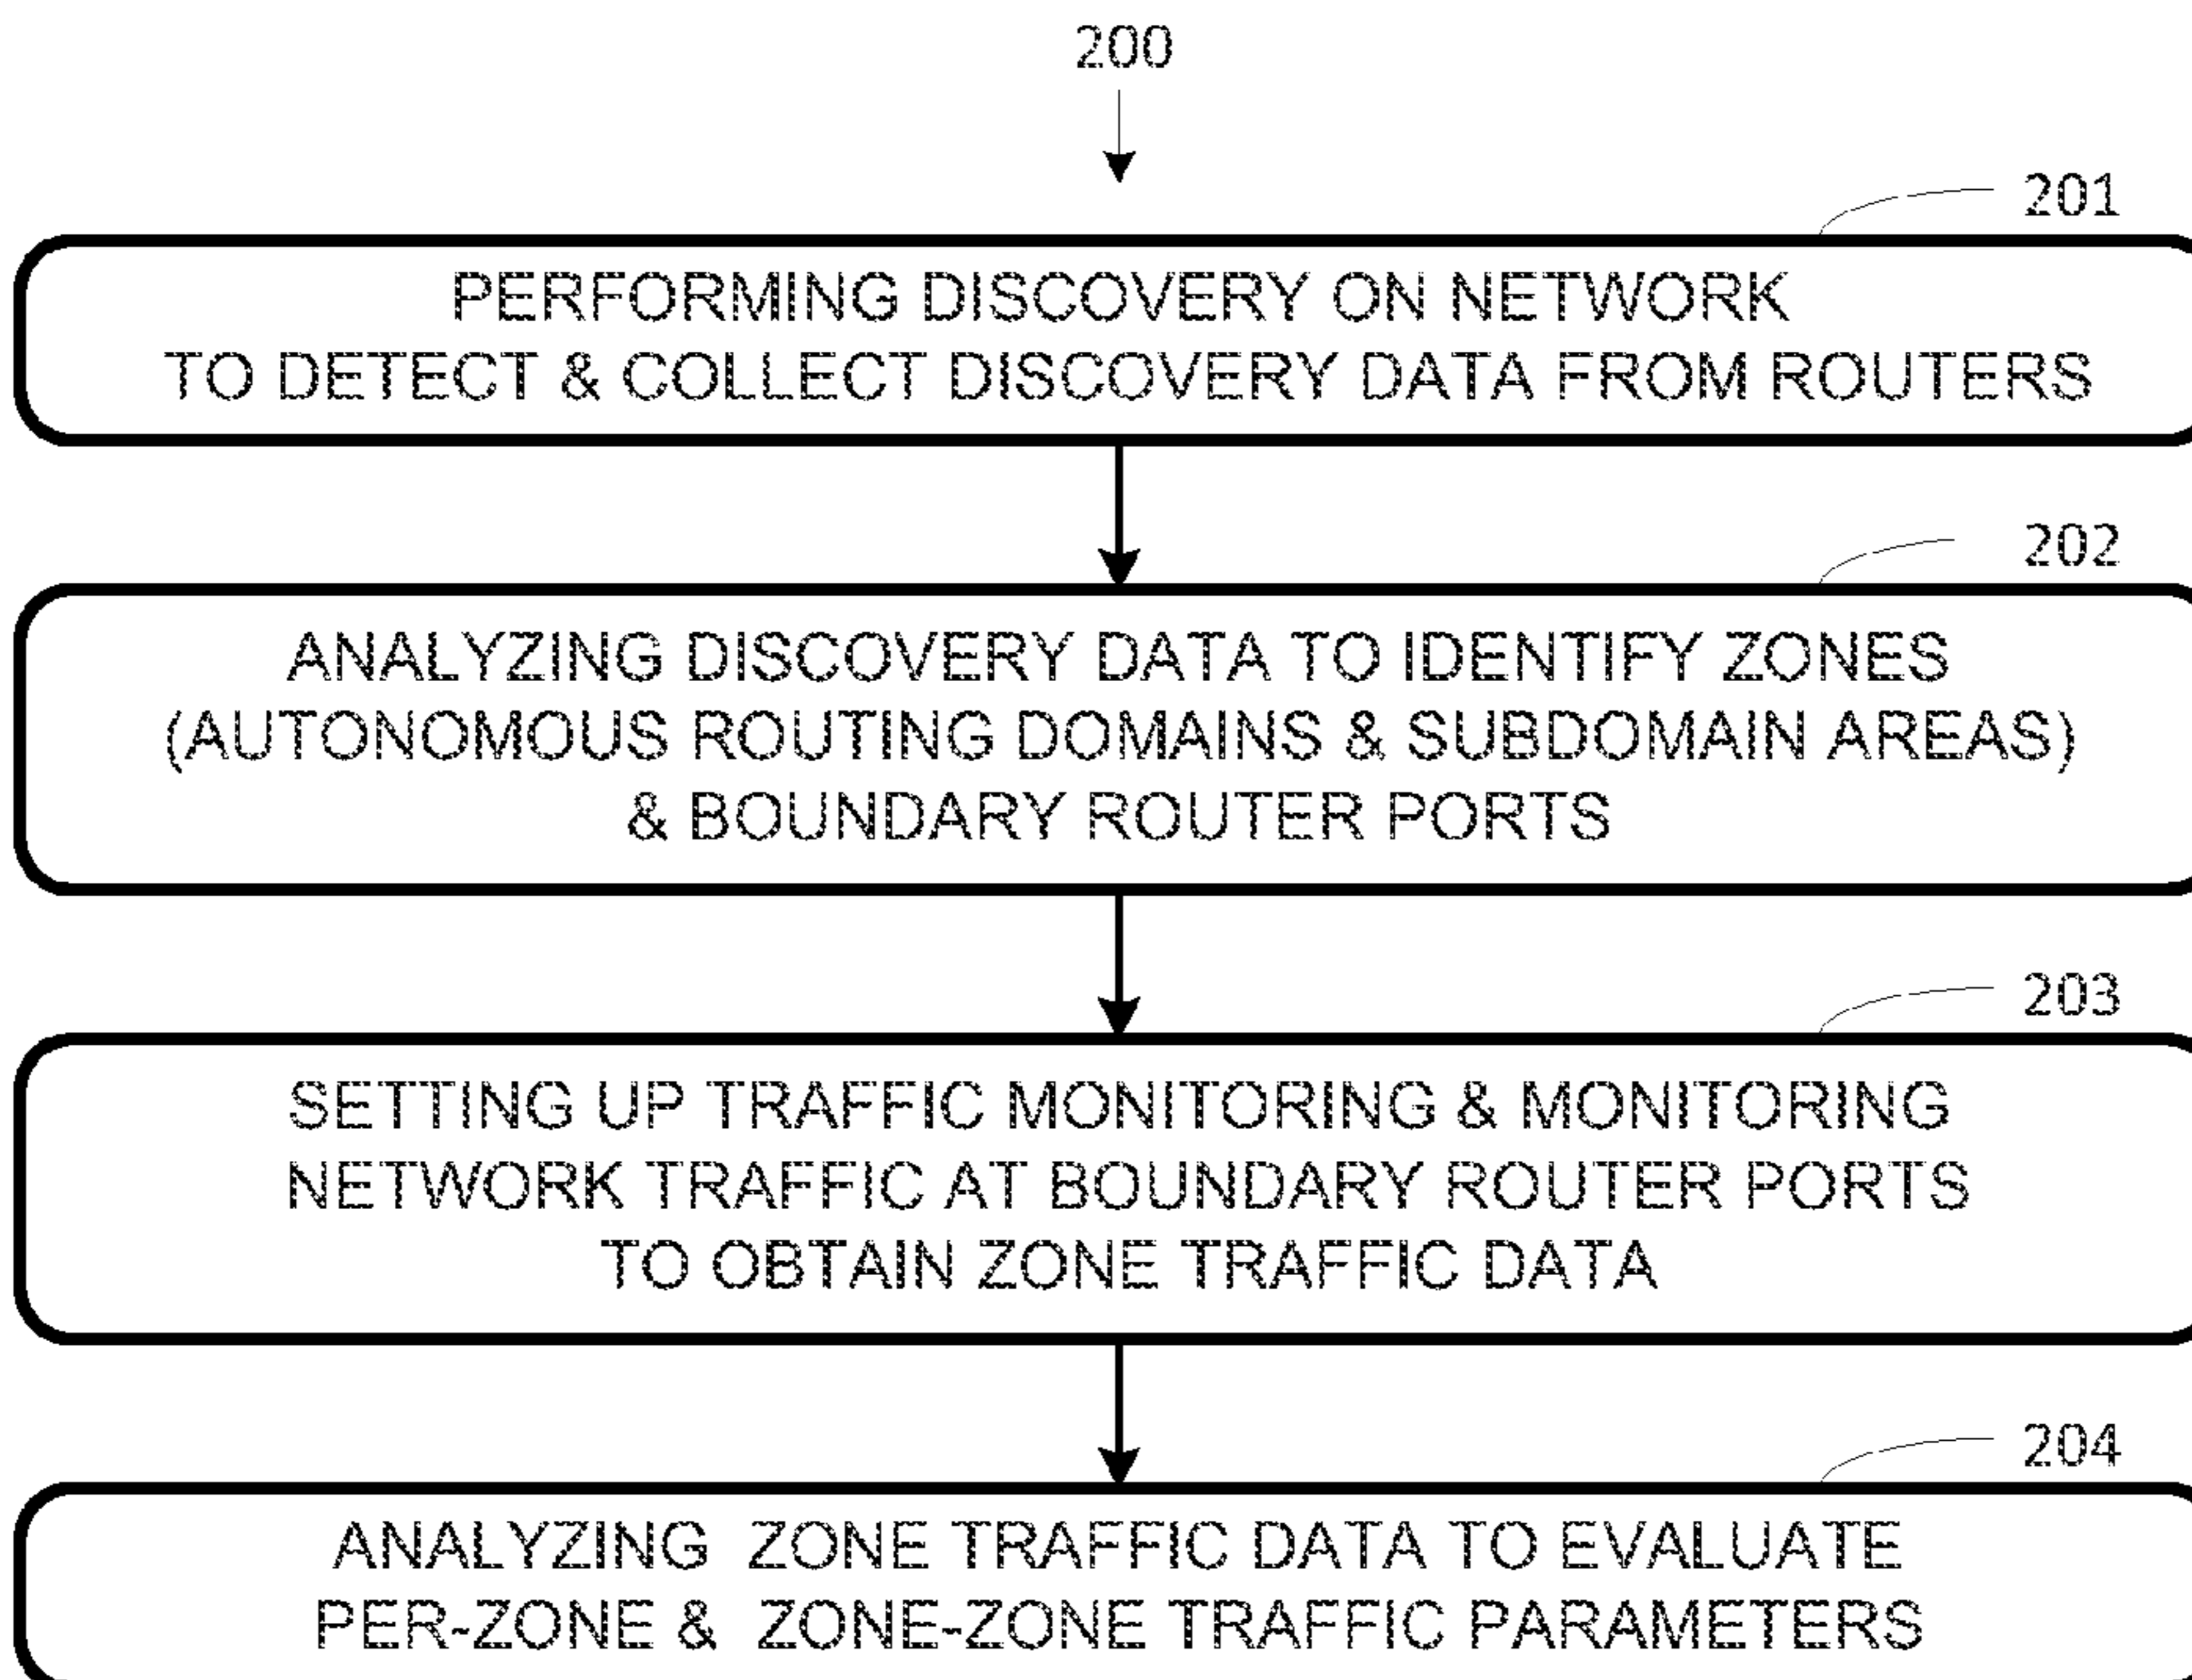 200
201
PERFORMING DISCOVERY ON NETWORK
TO DETECT & COLLECT DISCOVERY DATA FROM ROUTERS
202
ANALYZING DISCOVERY DATA TO IDENTIFY ZONES
(AUTONOMOUS ROUTING DOMAINS & SUBDOMAIN AREAS)
& BOUNDARY ROUTER PORTS
203
SETTING UP TRAFFIC MONITORING & MONITORING
NETWORK TRAFFIC AT BOUNDARY ROUTER PORTS
TO OBTAIN ZONE TRAFFIC DATA
204
ANALYZING ZONE TRAFFIC DATA TO EVALUATE
PER-ZONE & ZONE-ZONE TRAFFIC PARAMETERS